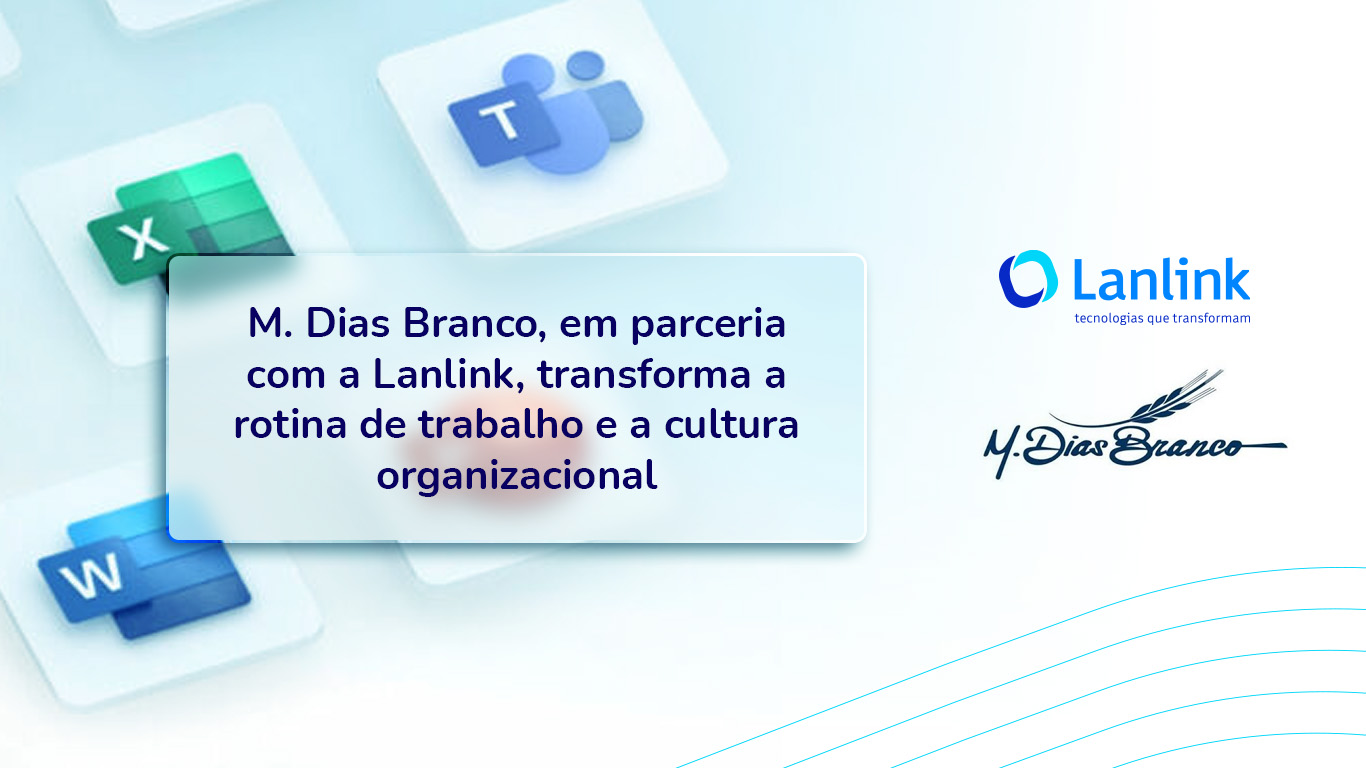 T
X
M. Dias Branco, em parceria
com a Lanlink, transforma a
rotina de trabalho e a cultura
organizacional
W
Lanlink
tecnologias que transformam
M. Dias Branco